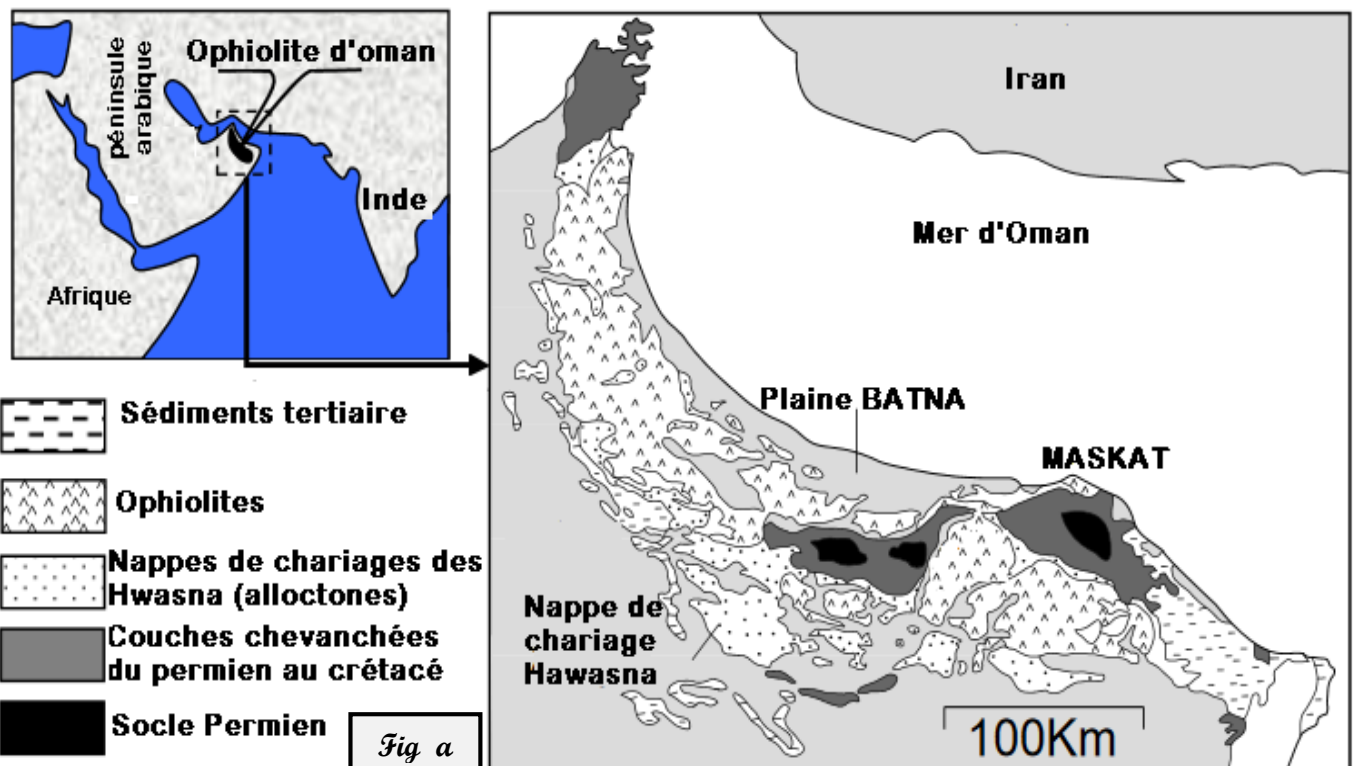 Ophiolite d'oman
péninsule
arabique
Inde
Afrique
Iran
Mer d'Oman
Plaine BATNA
MASKAT
Nappe de
chariage
Hawasna
100Km
Sédiments tertiaire
Ophiolites
Nappes de chariages des
Hwasna (alloctones)
Couches chevanchées
du permien au crétacé
Socle Permien
Fig a